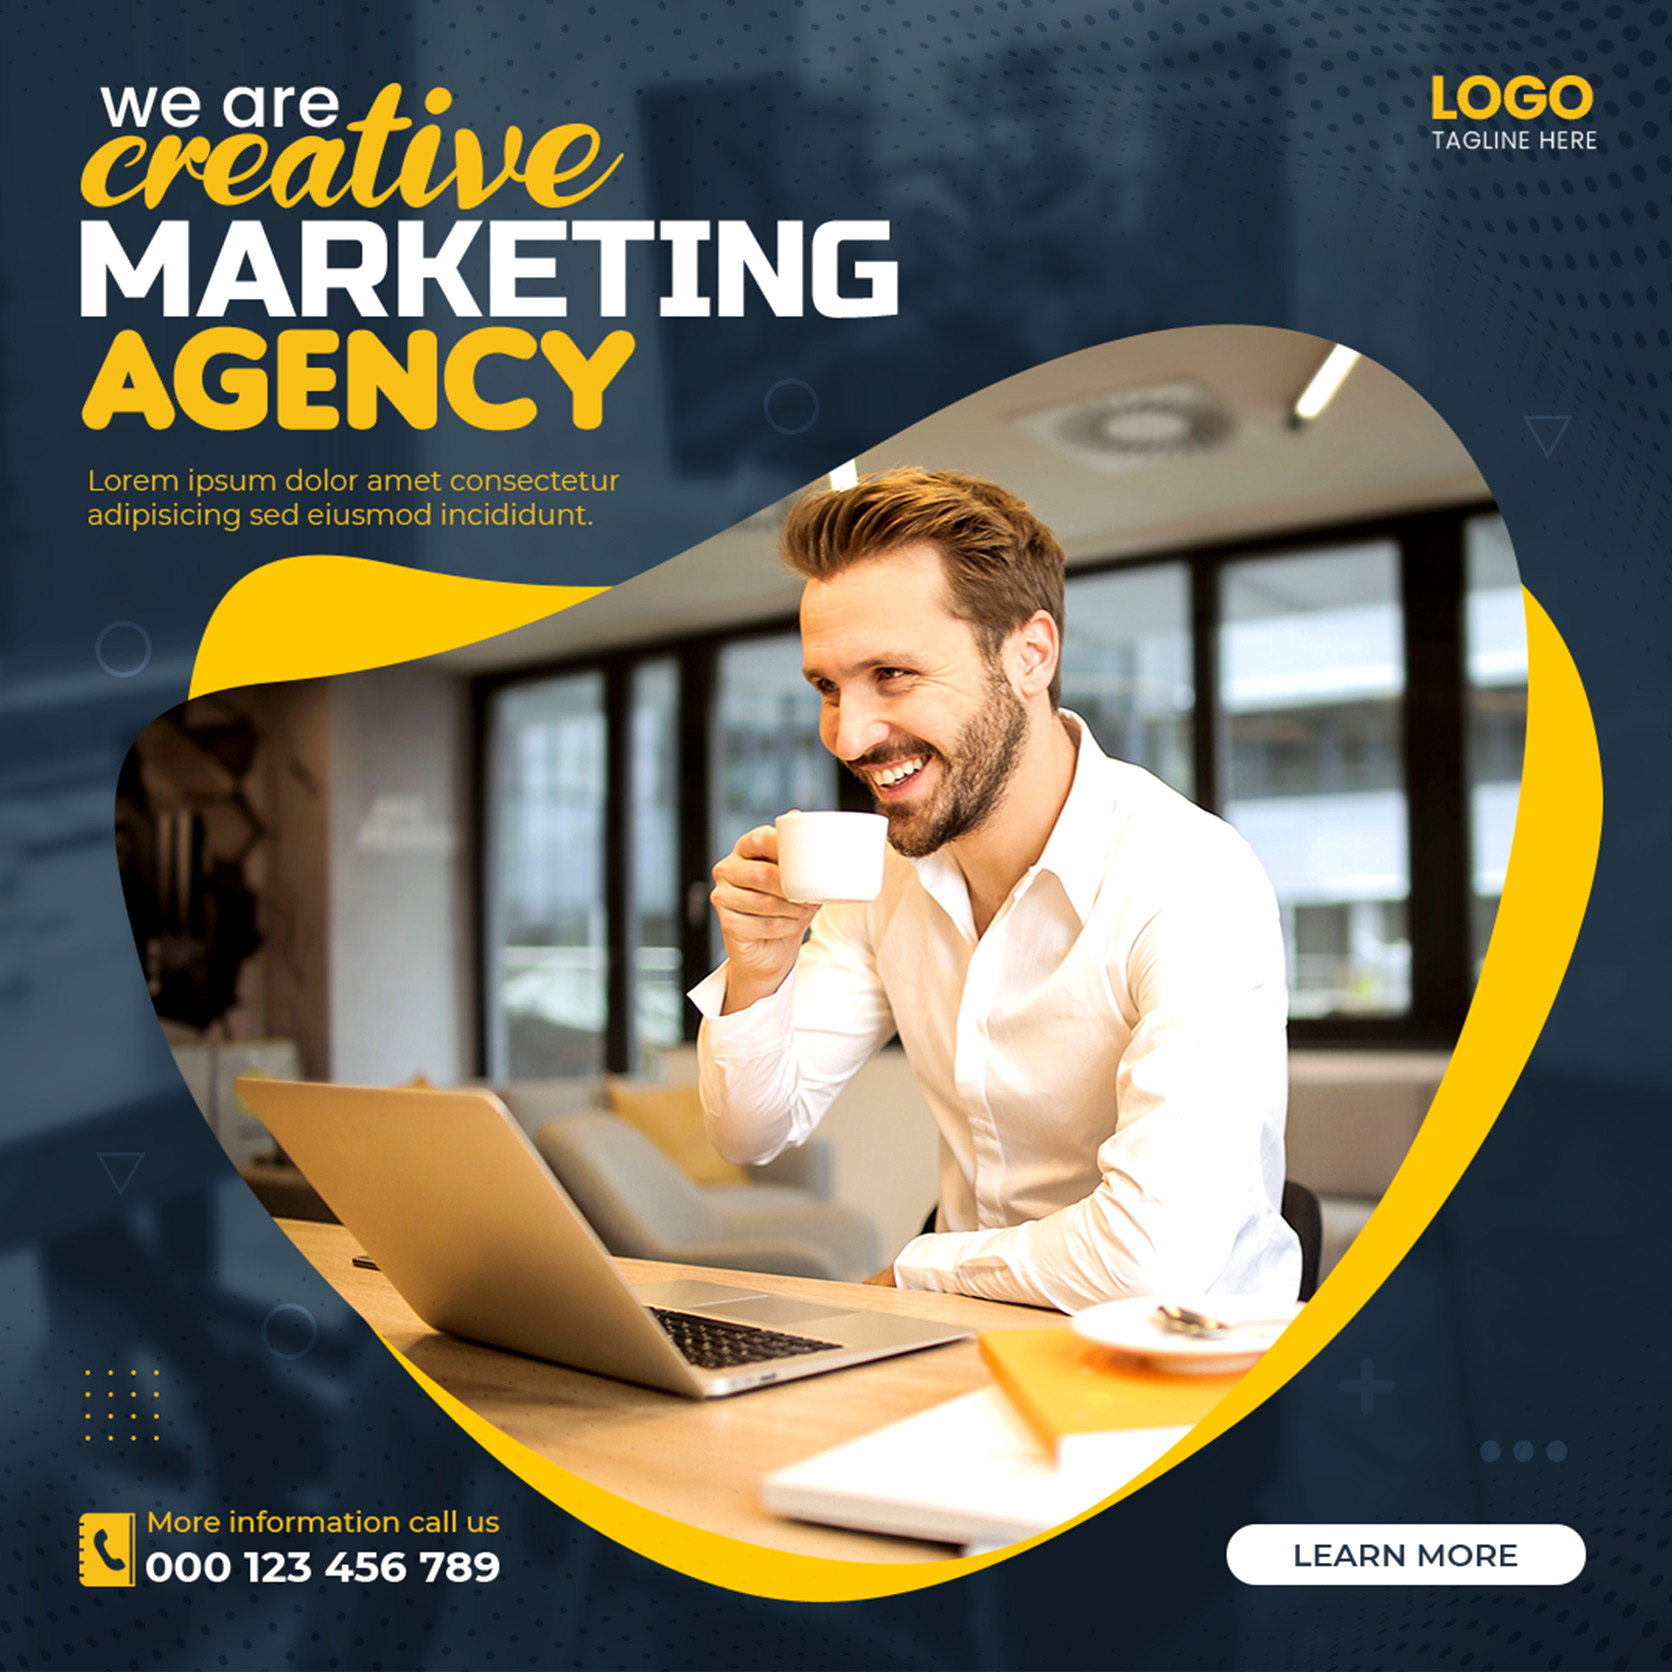 we are
creative
MARKETING
AGENCY
Lorem ipsum dolor amet consectetur
adipisicing sed eiusmod incididunt.
LOGO
TAGLINE HERE
More information call us
000 123 456 789
LEARN MORE